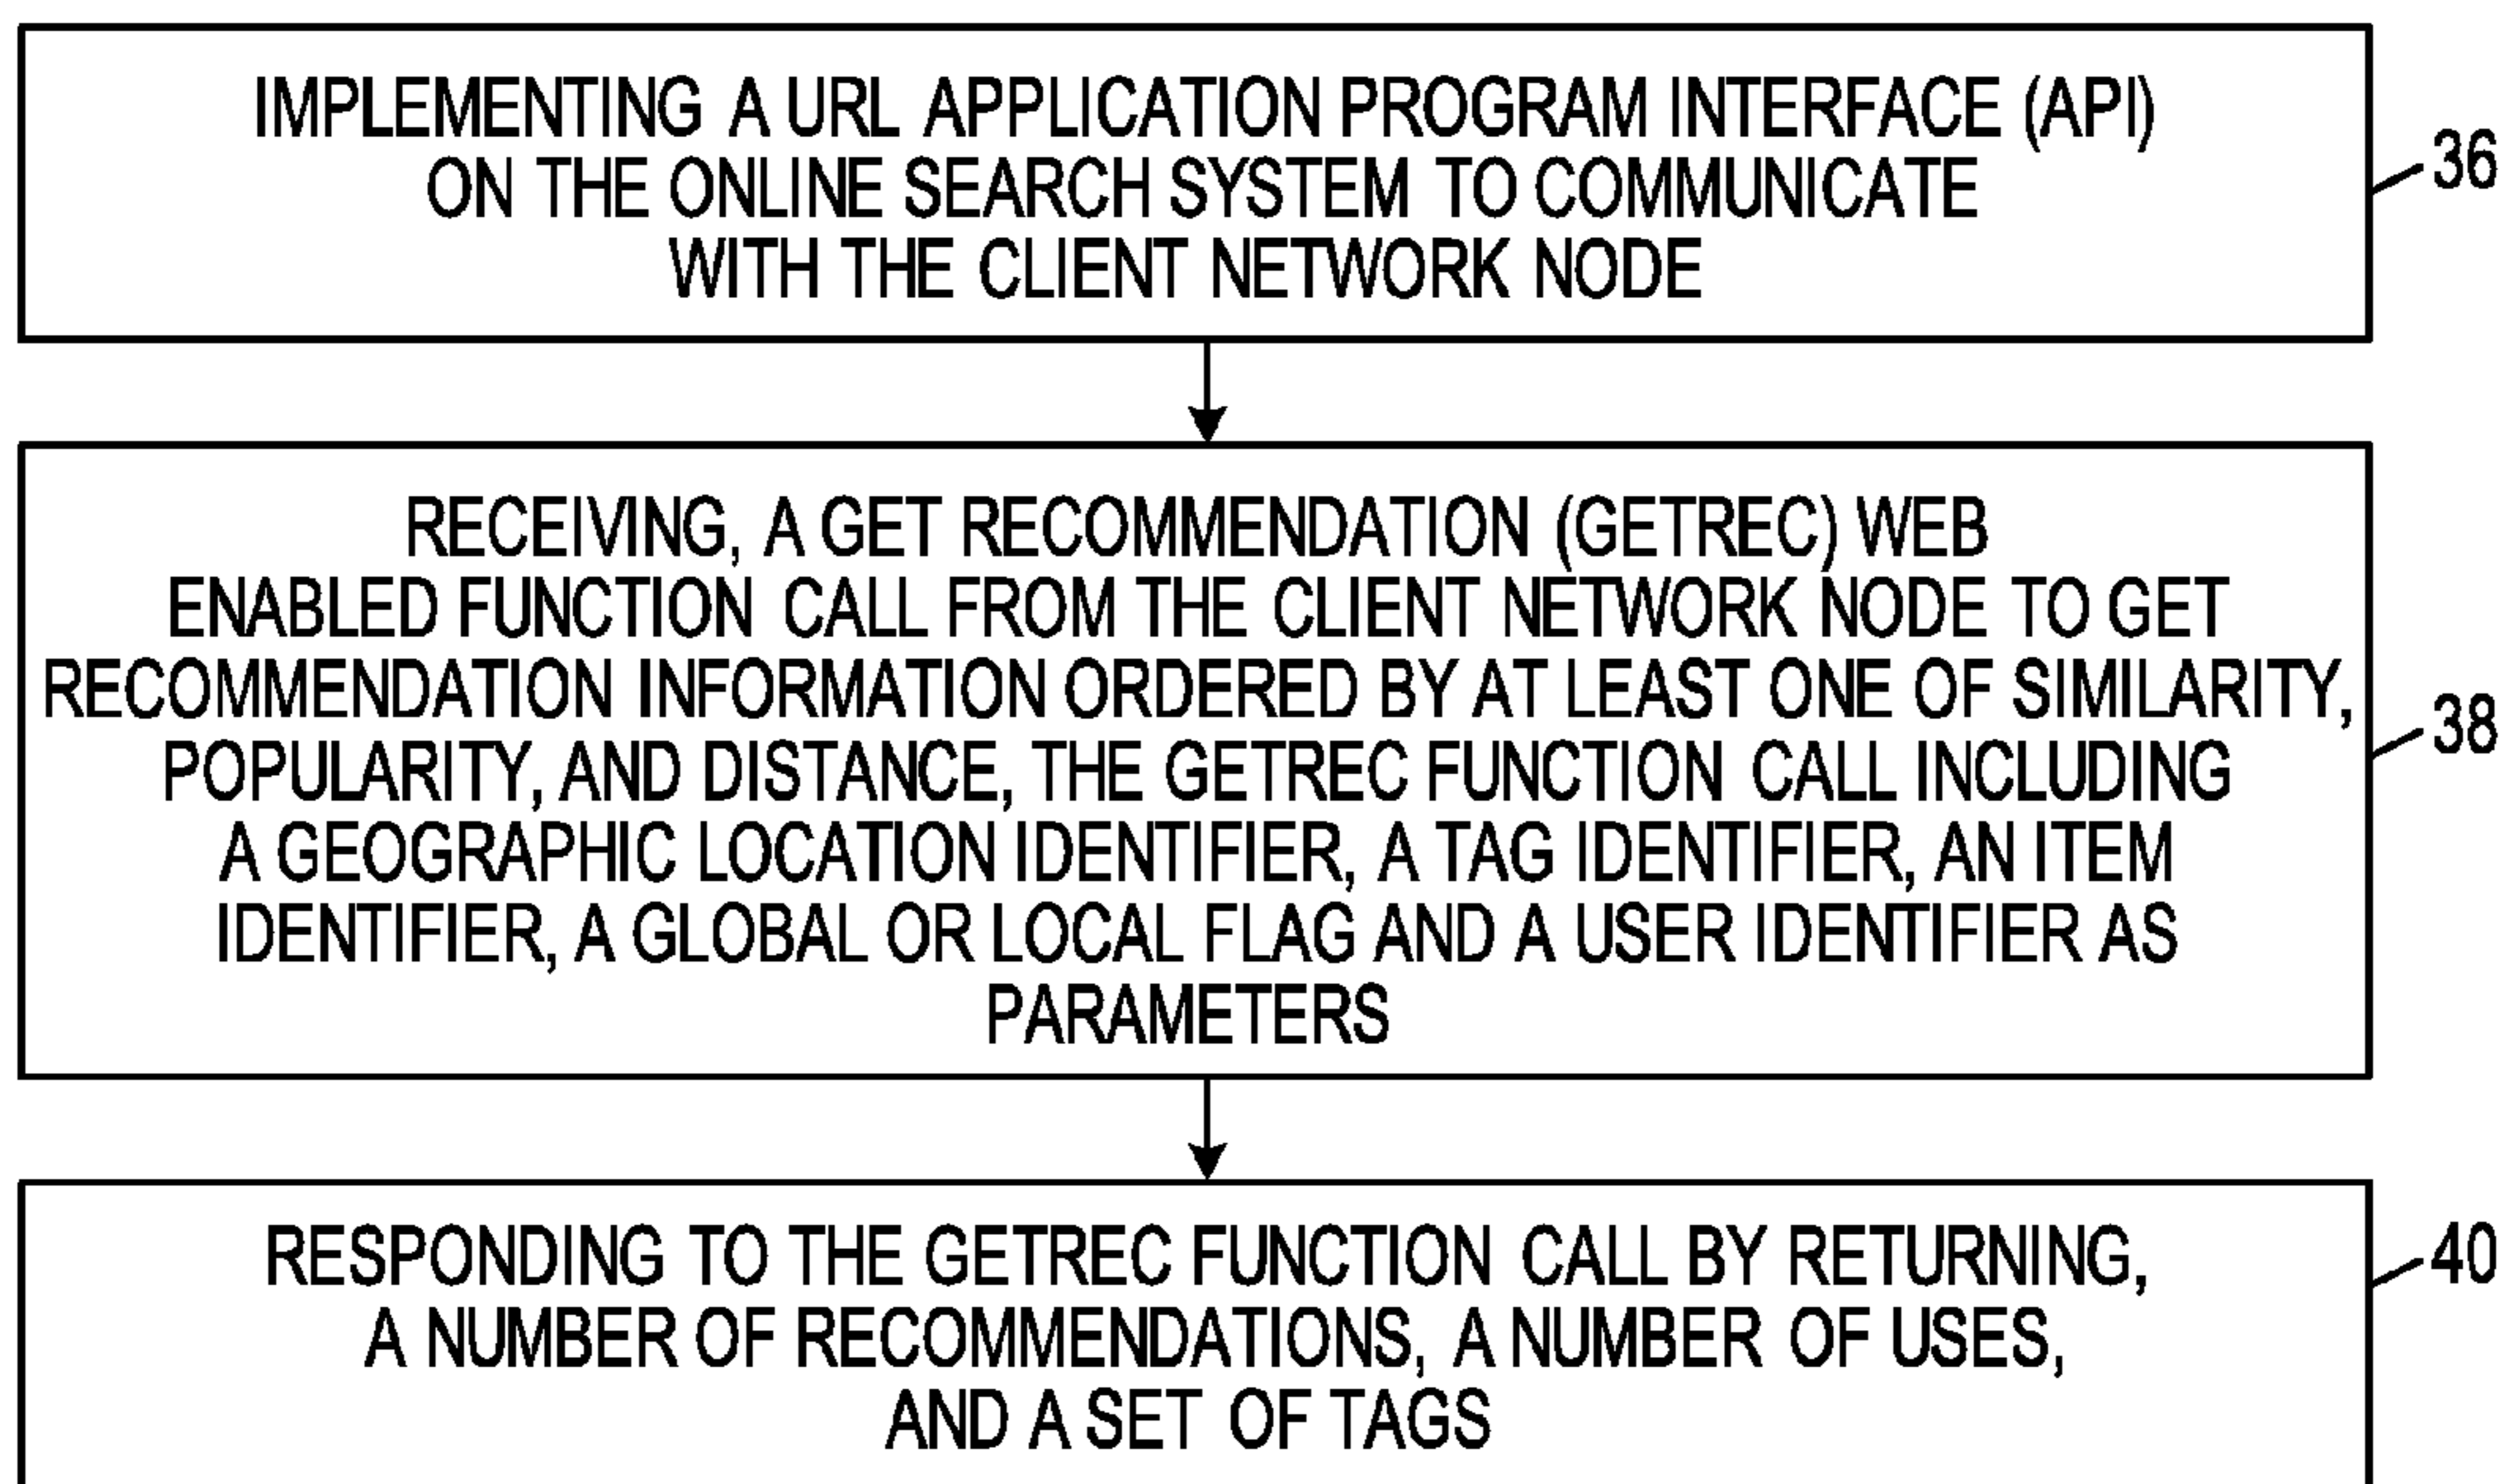 IMPLEMENTING A URL APPLICATION PROGRAM INTERFACE (API)
ON THE ONLINE SEARCH SYSTEM TO COMMUNICATE
WITH THE CLIENT NETWORK NODE
36
RECEIVING, A GET RECOMMENDATION (GETREC) WEB
ENABLED FUNCTION CALL FROM THE CLIENT NETWORK NODE TO GET
RECOMMENDATION INFORMATION ORDERED BY AT LEAST ONE OF SIMILARITY,
POPULARITY, AND DISTANCE, THE GETREC FUNCTION CALL INCLUDING
A GEOGRAPHIC LOCATION IDENTIFIER, A TAG IDENTIFIER, AN ITEM
IDENTIFIER, A GLOBAL OR LOCAL FLAG AND A USER IDENTIFIER AS
PARAMETERS
38
RESPONDING TO THE GETREC FUNCTION CALL BY RETURNING,
A NUMBER OF RECOMMENDATIONS, A NUMBER OF USES,
AND A SET OF TAGS
40